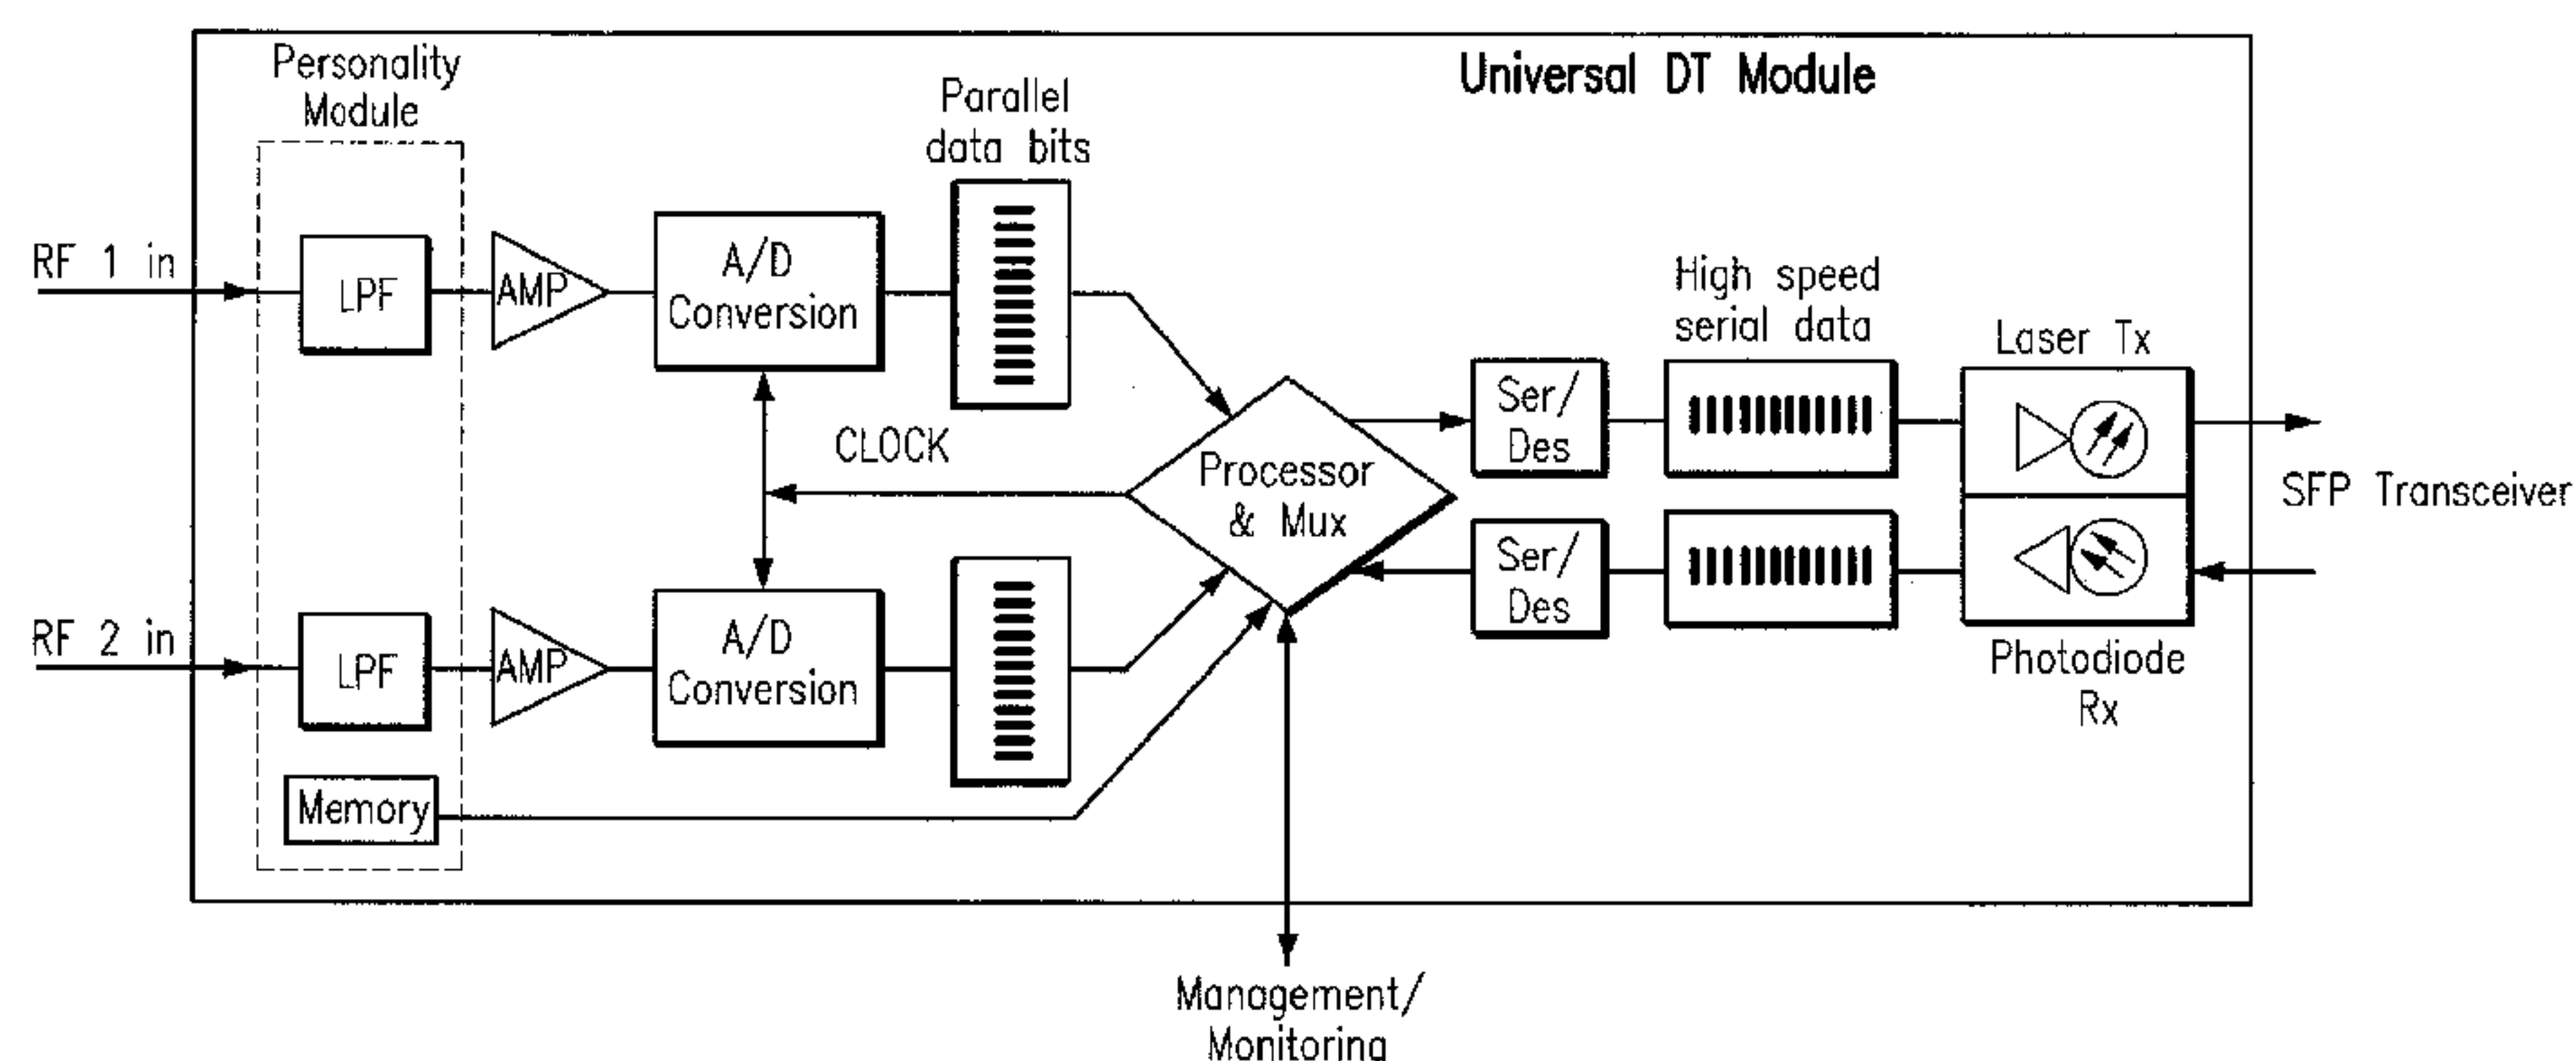 Universal DT Module
Personality
Module
Parallel
data bits
RF 1 in
LPF
AMP
A/D
Conversion
CLOCK
Processor
& Mux
High speed
serial data
Ser/
Des
Laser Tx
SFP Transceiver
Ser/
Des
Photodiode
Rx
RF 2 in
LPF
AMP
A/D
Conversion
Memory
Management/
Monitoring